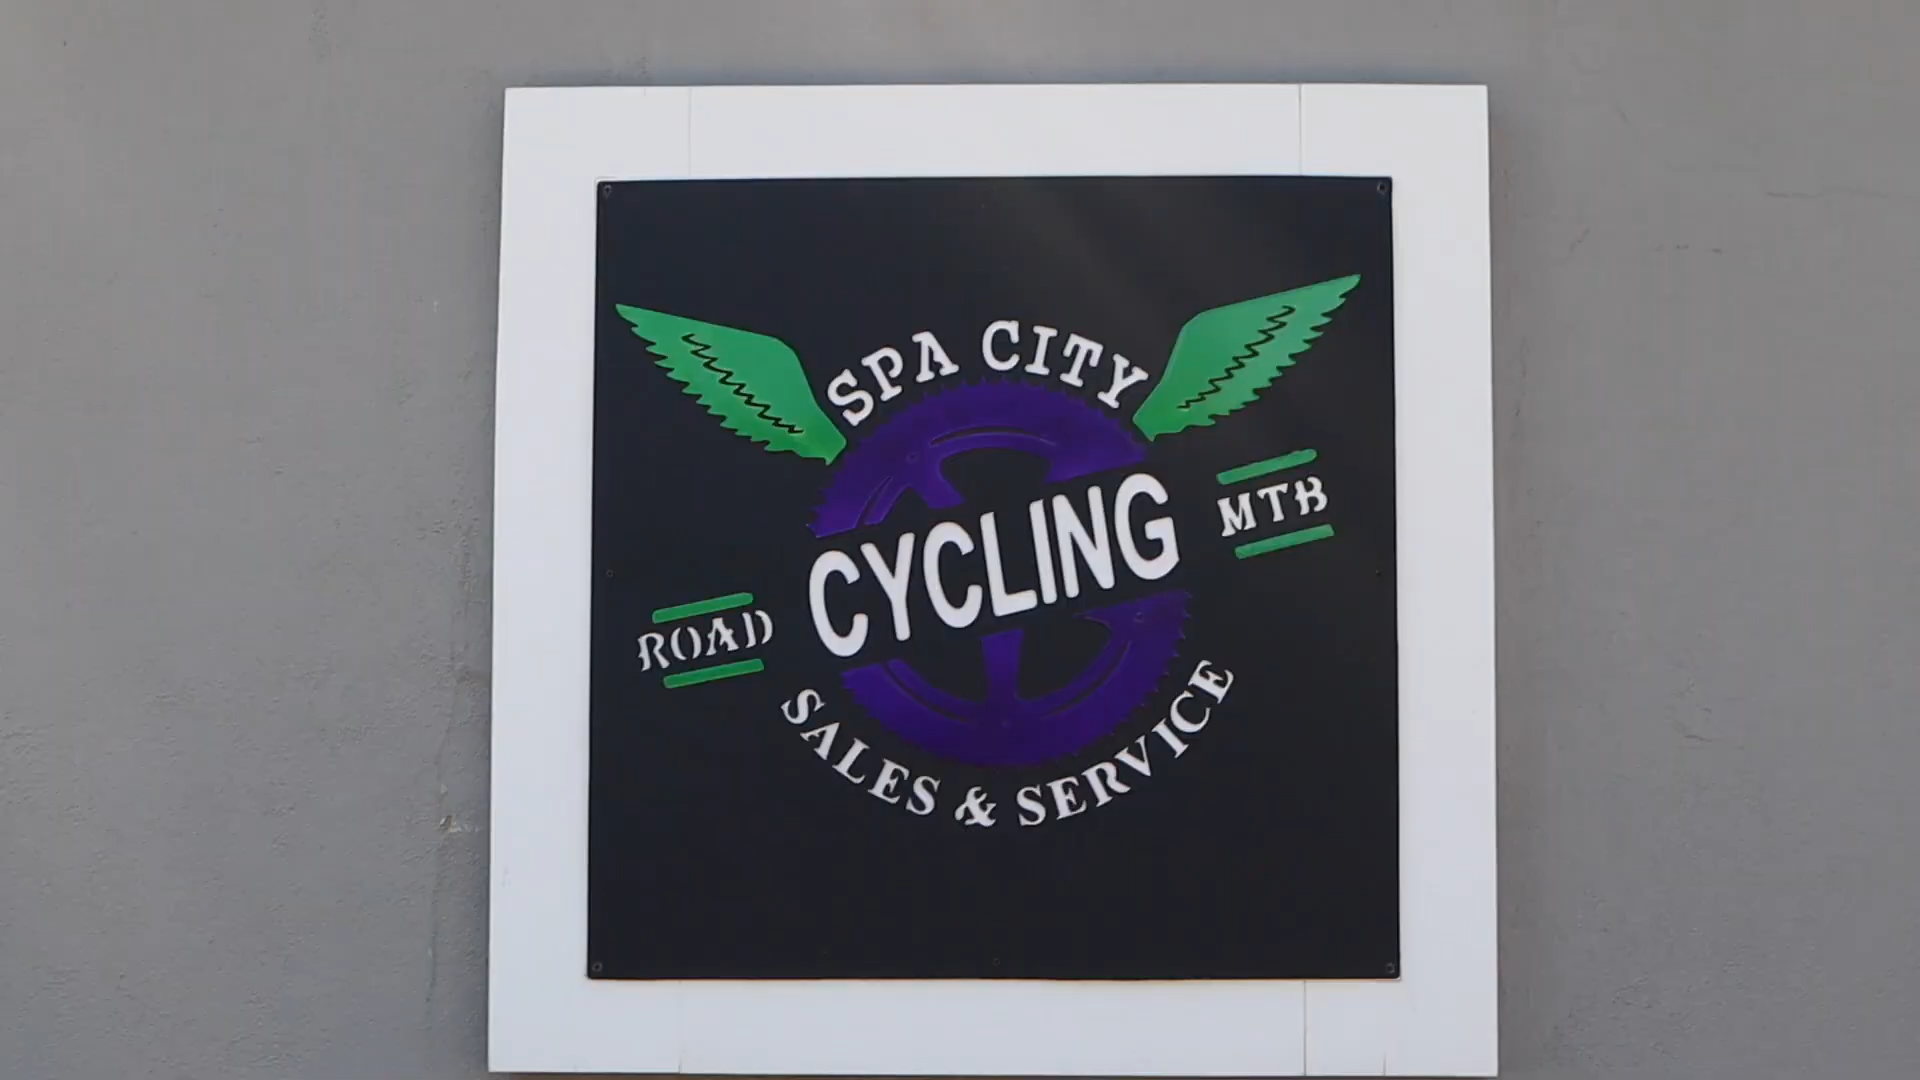 SPA CITY
CYCLING
MTB
ROAD
SALES & SERVICE